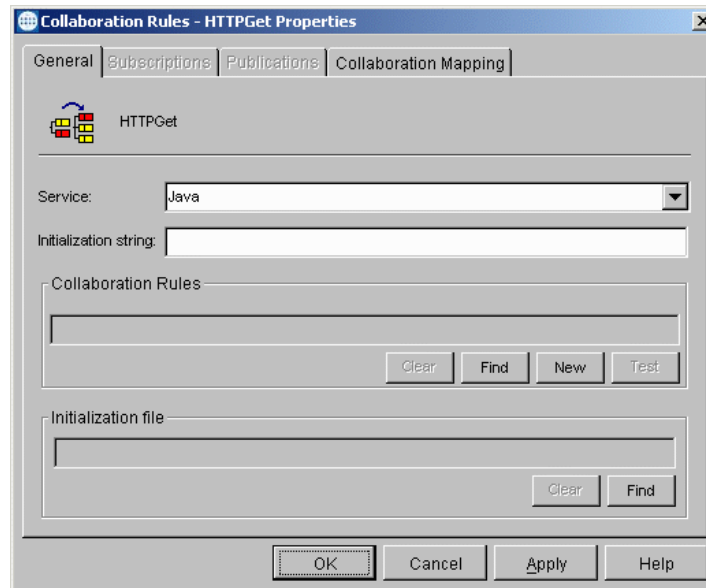 Collaboration Rules - HTTPGet Properties
General Subscriptions Publications Collaboration Mapping
HTTPGet
Service: Java
Initialization string:
Collaboration Rules
Clear Find New Test
Initialization file
Clear Find
OK Cancel Apply Help